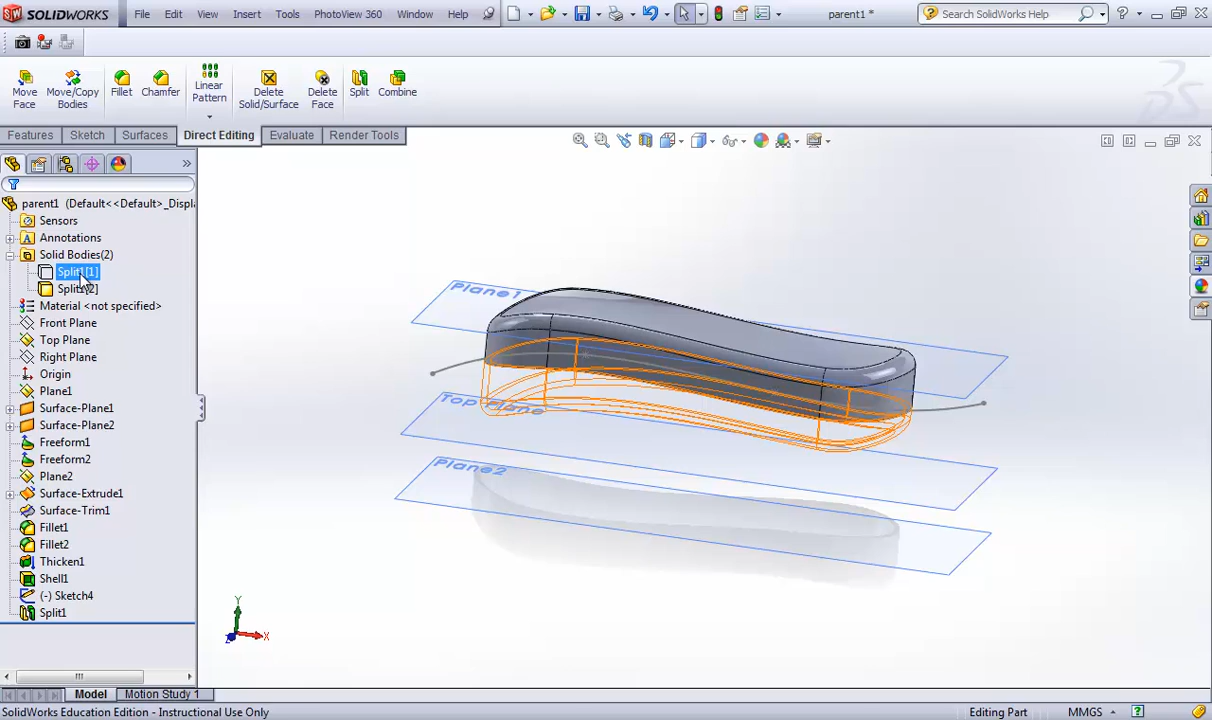 SOLIDWORKS File Edit View Insert Tools PhotoView 360 Window Help parent1 * Search SolidWorks Help
Move Face Move/Copy Bodies Fillet Chamfer Linear Pattern Delete Solid/Surface Delete Face Split Combine
Features Sketch Surfaces Direct Editing Evaluate Render Tools
parent1 (Default<<Default>_Displa
Sensors
Annotations
Solid Bodies(2)
Split1[1]
Material <not specified>
Front Plane
Top Plane
Right Plane
Origin
Plane1
Surface-Plane1
Surface-Plane2
Freeform1
Freeform2
Plane2
Surface-Extrude1
Surface-Trim1
Fillet1
Fillet2
Thicken1
Shell1
(-) Sketch4
Split1
Plane1
Top Plane
Plane2
Y
X
Z
Model Motion Study 1
SolidWorks Education Edition - Instructional Use Only Editing Part MMGS